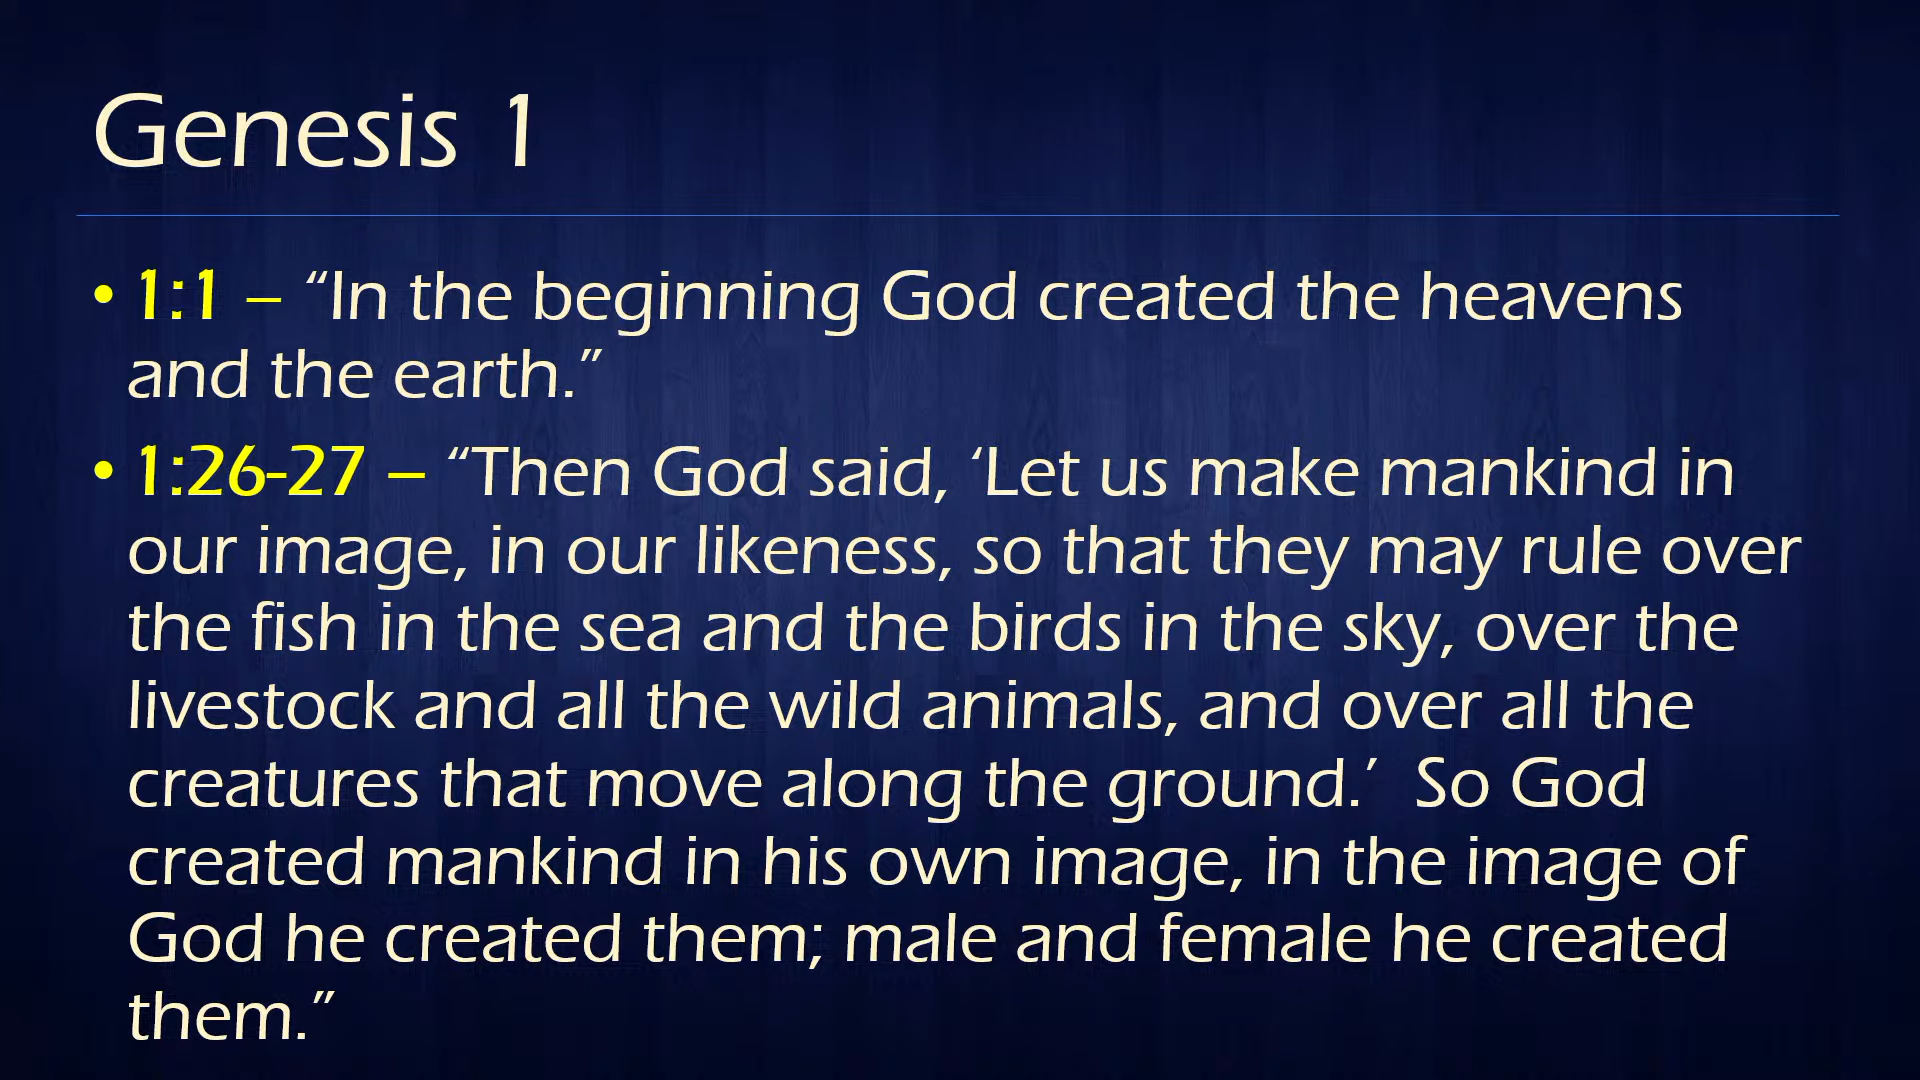 Genesis 1
• 1:1 – “In the beginning God created the heavens
and the earth.”
• 1:26-27 – “Then God said, ‘Let us make mankind in
our image, in our likeness, so that they may rule over
the fish in the sea and the birds in the sky, over the
livestock and all the wild animals, and over all the
creatures that move along the ground.’  So God
created mankind in his own image, in the image of
God he created them; male and female he created
them.”